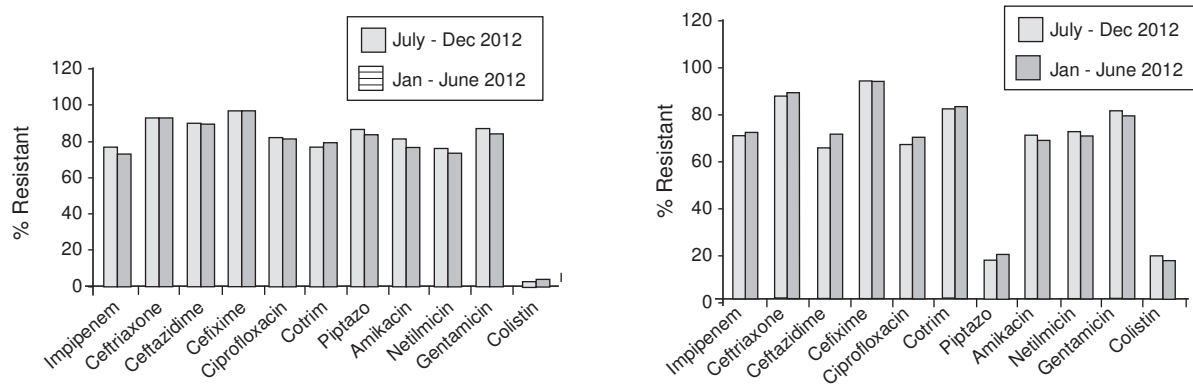 July - Dec 2012
Jan - June 2012
% Resistant
120
100
80
60
40
20
0
Impipenem
Ceftriaxone
Ceftazidime
Cefixime
Ciprofloxacin
Cotrim
Piptazo
Amikacin
Netilmicin
Gentamicin
Colistin
July - Dec 2012
Jan - June 2012
% Resistant
120
100
80
60
40
20
0
Impipenem
Ceftriaxone
Ceftazidime
Cefixime
Ciprofloxacin
Cotrim
Piptazo
Amikacin
Netilmicin
Gentamicin
Colistin